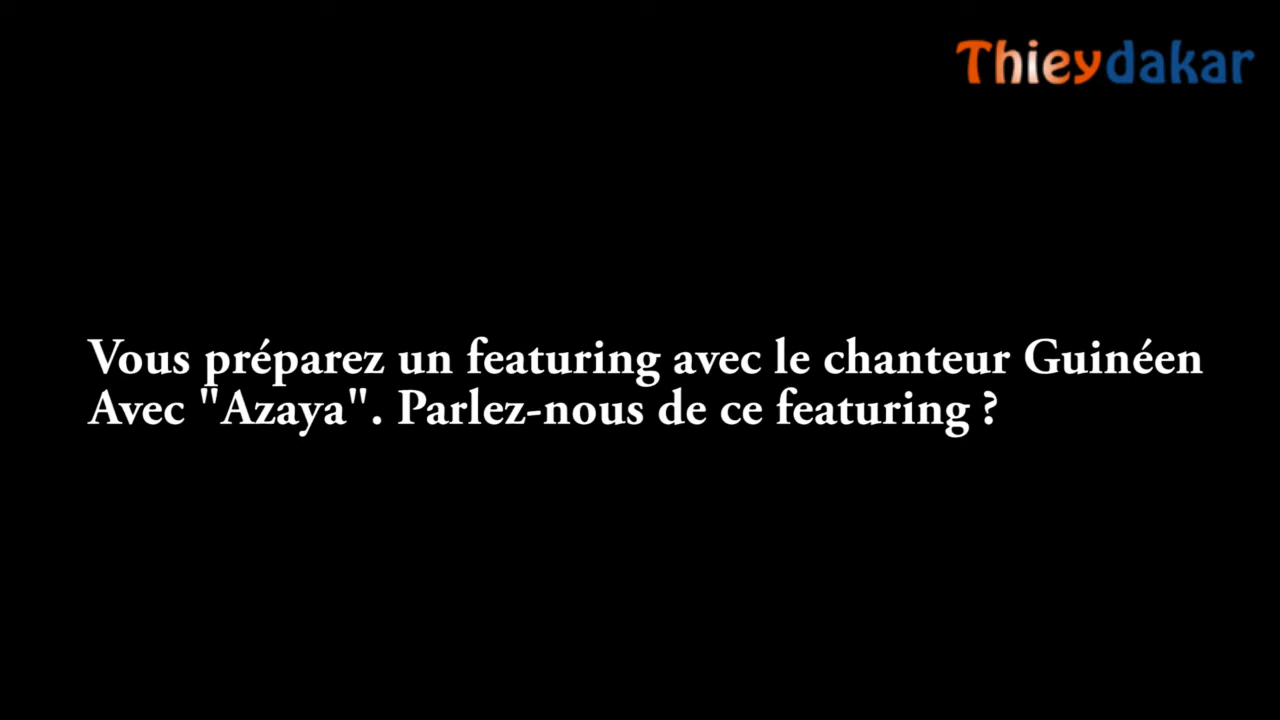 Thieydakar
Vous préparez un featuring avec le chanteur Guinéen
Avec "Azaya". Parlez-nous de ce featuring ?